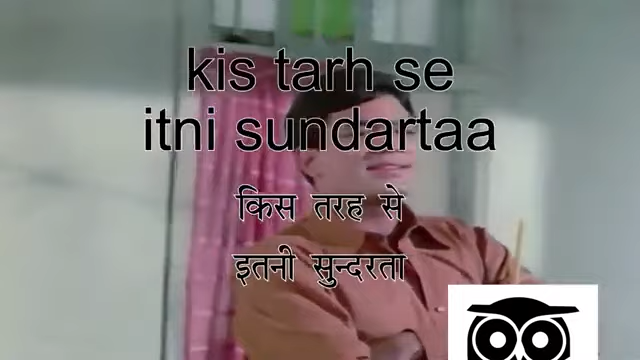 kis tarh se
itni sundartaa
किस तरह से
इतनी सुन्दरता